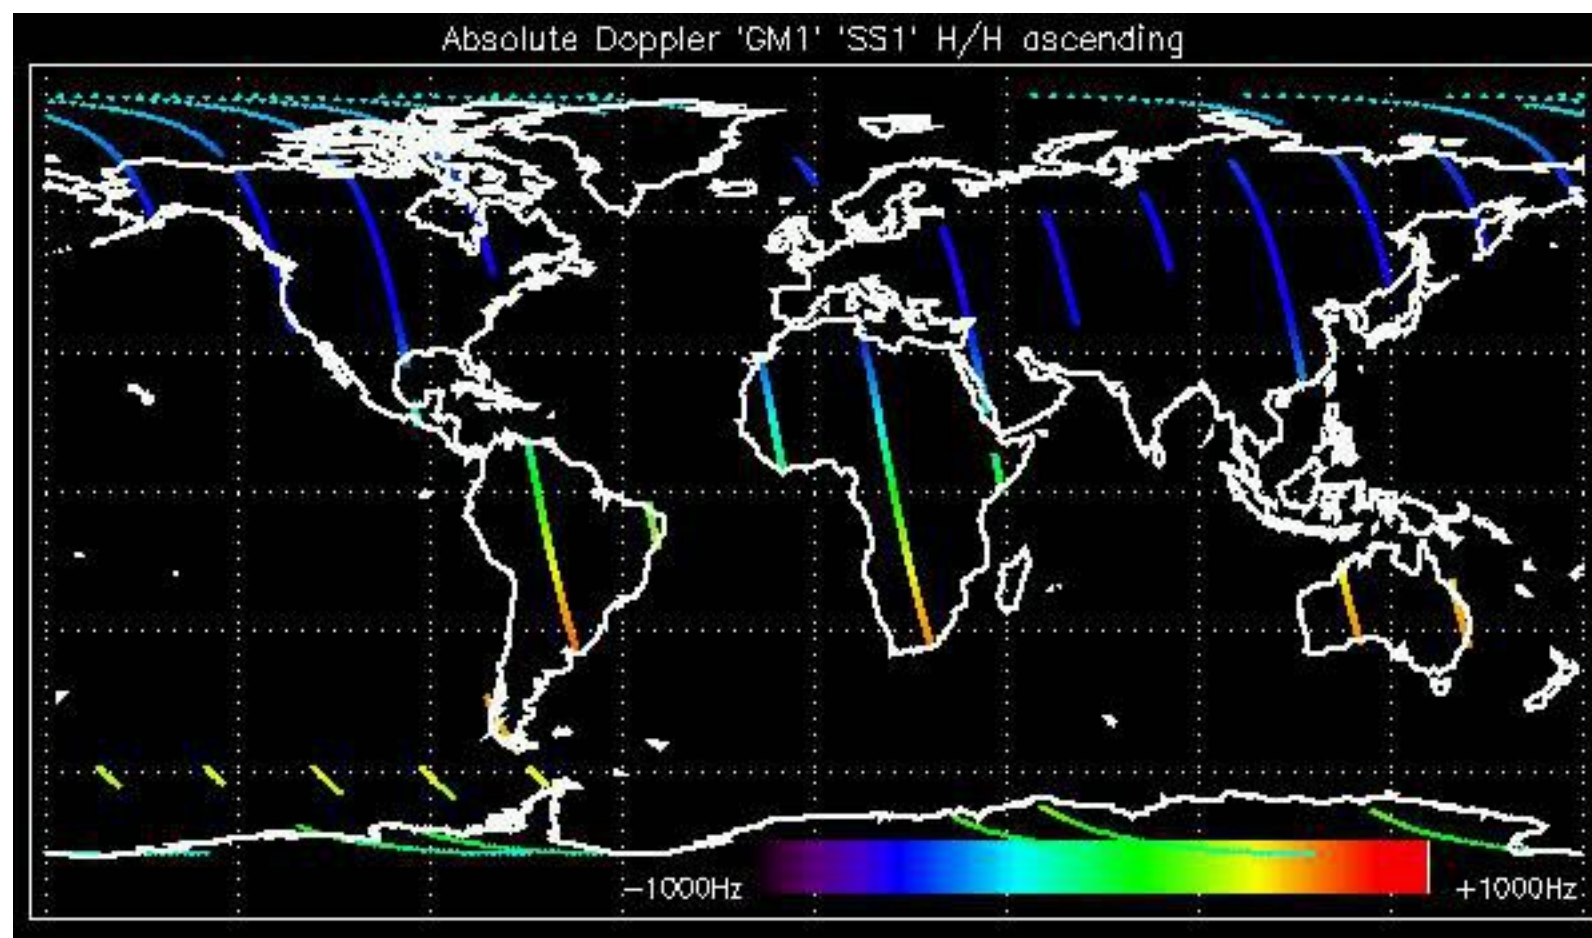 Absolute Doppler 'GM1' 'SS1' H/H ascending
-1000Hz
+1000Hz